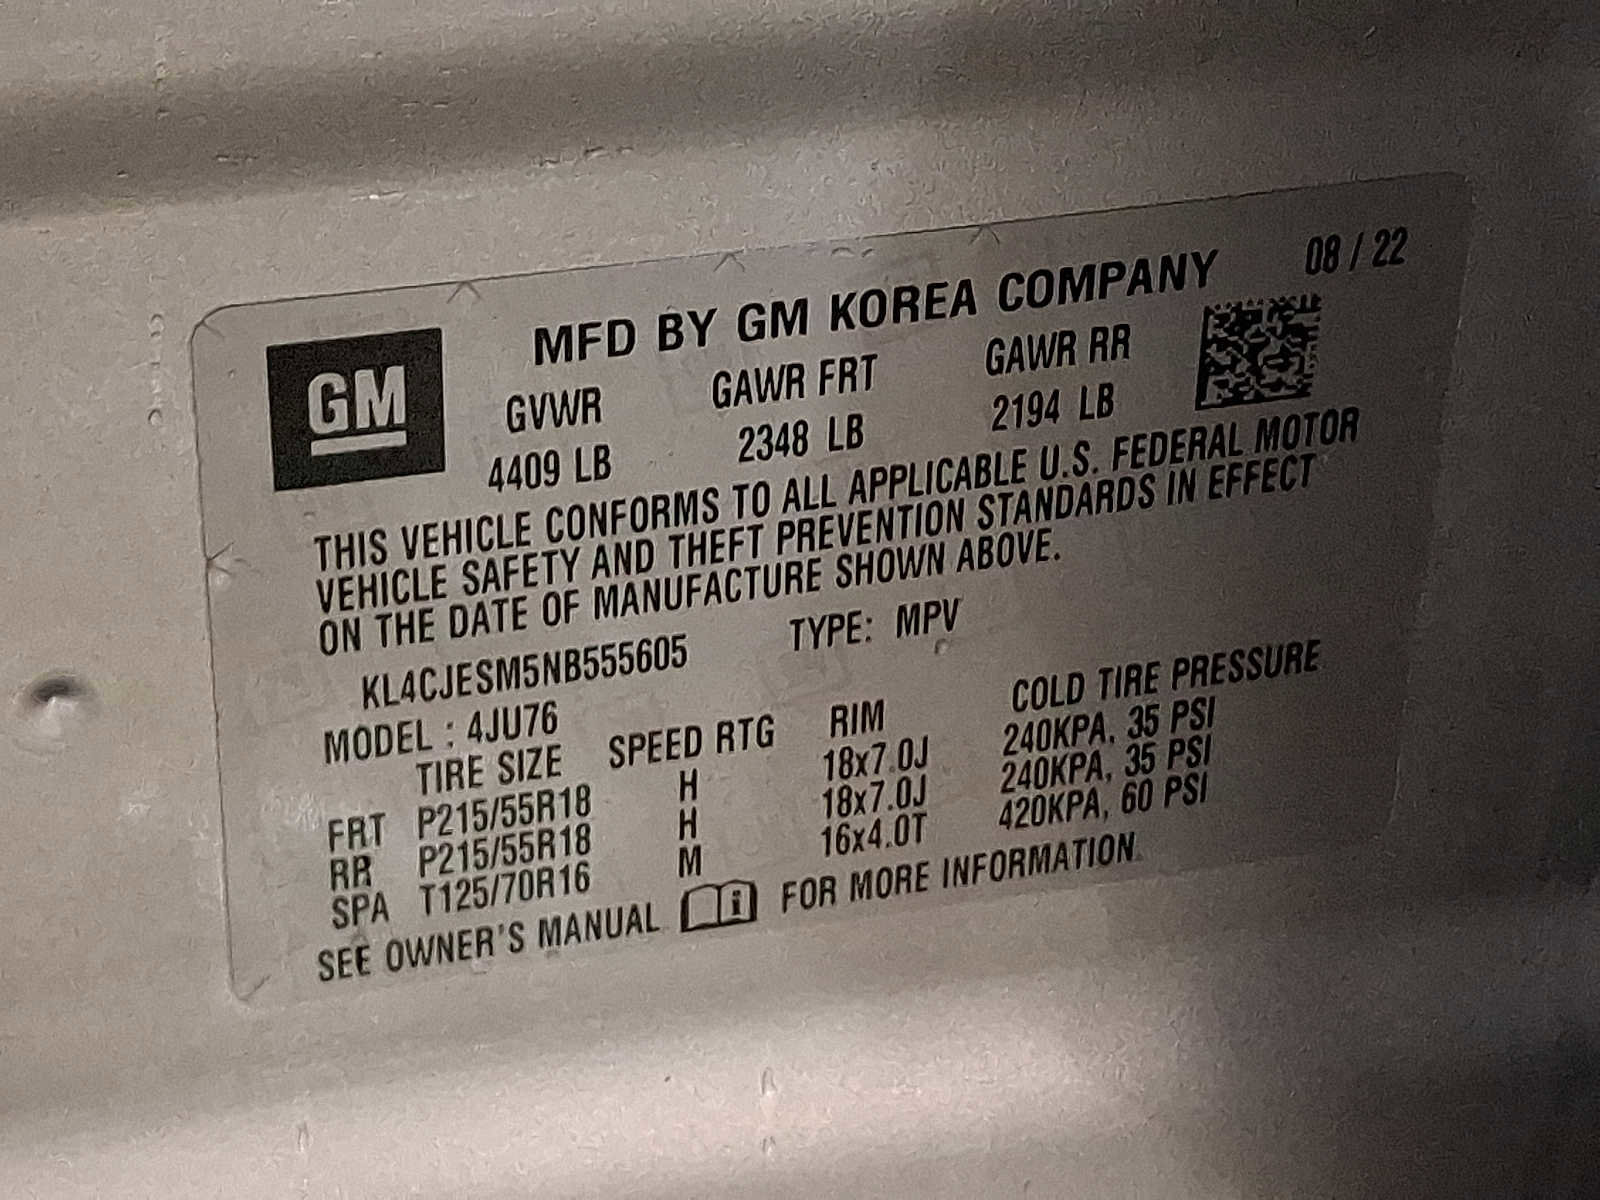 MFD BY GM KOREA COMPANY 08 / 22
GM
GVWR GAWR FRT GAWR RR
4409 LB 2348 LB 2194 LB
THIS VEHICLE CONFORMS TO ALL APPLICABLE U.S. FEDERAL MOTOR
VEHICLE SAFETY AND THEFT PREVENTION STANDARDS IN EFFECT
ON THE DATE OF MANUFACTURE SHOWN ABOVE.
KL4CJESM5NB555605 TYPE: MPV
MODEL : 4JU76
TIRE SIZE SPEED RTG RIM COLD TIRE PRESSURE
FRT P215/55R18 H 18x7.0J 240KPA, 35 PSI
RR P215/55R18 H 18x7.0J 240KPA, 35 PSI
SPA T125/70R16 M 16x4.0T 420KPA, 60 PSI
SEE OWNER'S MANUAL i FOR MORE INFORMATION.